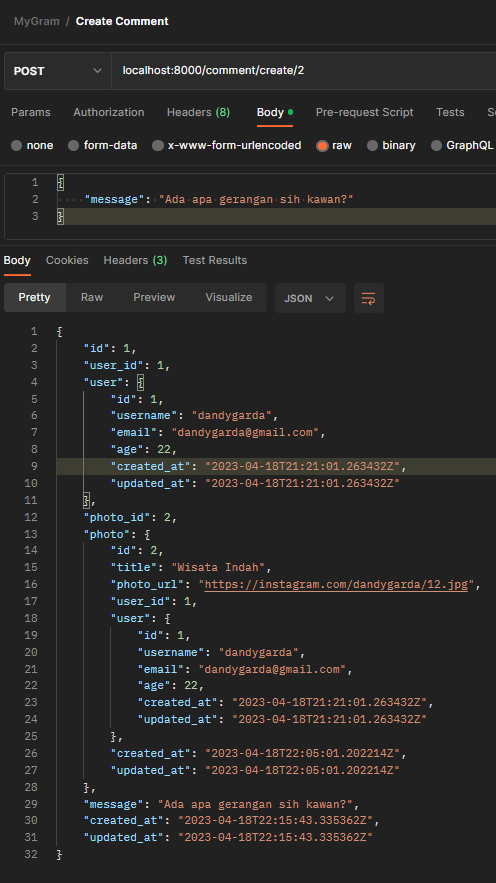 MyGram / Create Comment
POST localhost:8000/comment/create/2
Params Authorization Headers (8) Body Pre-request Script Tests
none form-data x-www-form-urlencoded raw binary GraphQL
1 {
2 ····"message":·"Ada·apa·gerangan·sih·kawan?"
3 }
Body Cookies Headers (3) Test Results
Pretty Raw Preview Visualize JSON
1 {
2     "id": 1,
3     "user_id": 1,
4     "user": {
5         "id": 1,
6         "username": "dandygarda",
7         "email": "dandygarda@gmail.com",
8         "age": 22,
9         "created_at": "2023-04-18T21:21:01.263432Z",
10         "updated_at": "2023-04-18T21:21:01.263432Z"
11     },
12     "photo_id": 2,
13     "photo": {
14         "id": 2,
15         "title": "Wisata Indah",
16         "photo_url": "https://instagram.com/dandygarda/12.jpg",
17         "user_id": 1,
18         "user": {
19             "id": 1,
20             "username": "dandygarda",
21             "email": "dandygarda@gmail.com",
22             "age": 22,
23             "created_at": "2023-04-18T21:21:01.263432Z",
24             "updated_at": "2023-04-18T21:21:01.263432Z"
25         },
26         "created_at": "2023-04-18T22:05:01.202214Z",
27         "updated_at": "2023-04-18T22:05:01.202214Z"
28     },
29     "message": "Ada apa gerangan sih kawan?",
30     "created_at": "2023-04-18T22:15:43.335362Z",
31     "updated_at": "2023-04-18T22:15:43.335362Z"
32 }